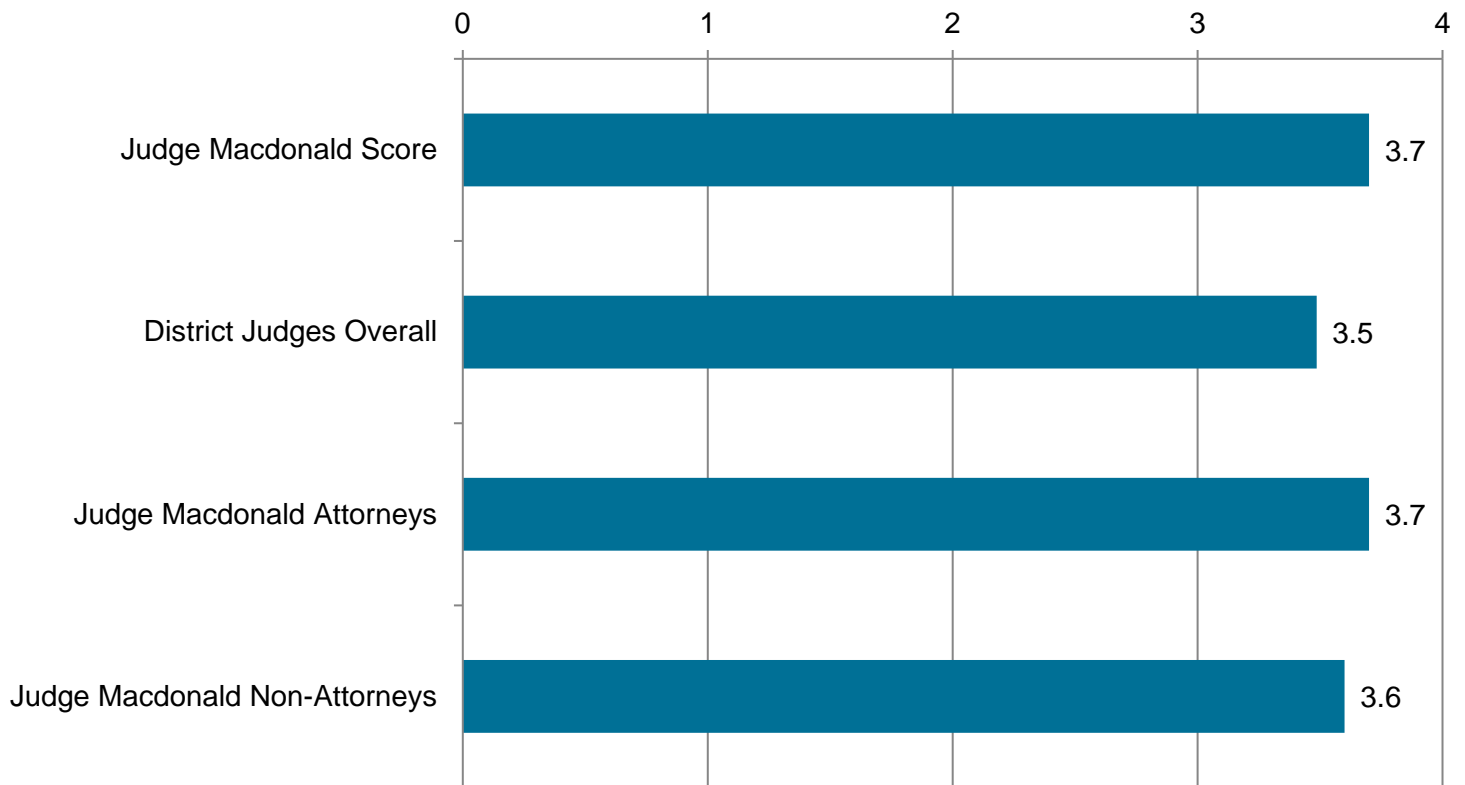 0 1 2 3 4
Judge Macdonald Score 3.7
District Judges Overall 3.5
Judge Macdonald Attorneys 3.7
Judge Macdonald Non-Attorneys 3.6